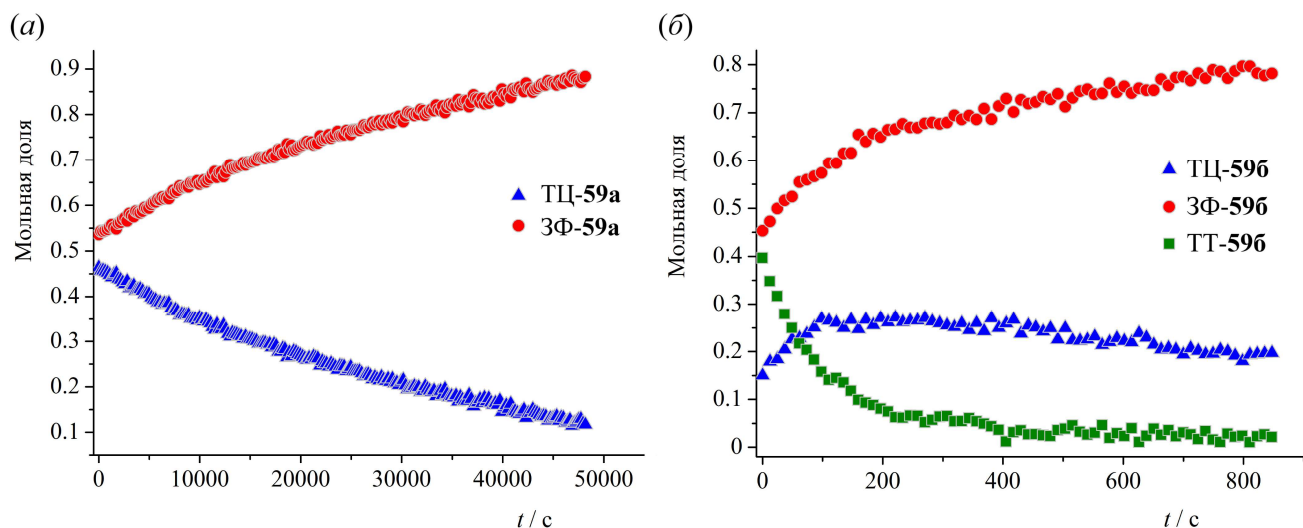 (а)
Мольная доля
0.9
0.8
0.7
0.6
0.5
0.4
0.3
0.2
0.1
ТЦ-59а
ЗФ-59а
0 10000 20000 30000 40000 50000
t / с
(б)
Мольная доля
0.8
0.7
0.6
0.5
0.4
0.3
0.2
0.1
0
ТЦ-59б
ЗФ-59б
ТТ-59б
0 200 400 600 800
t / с